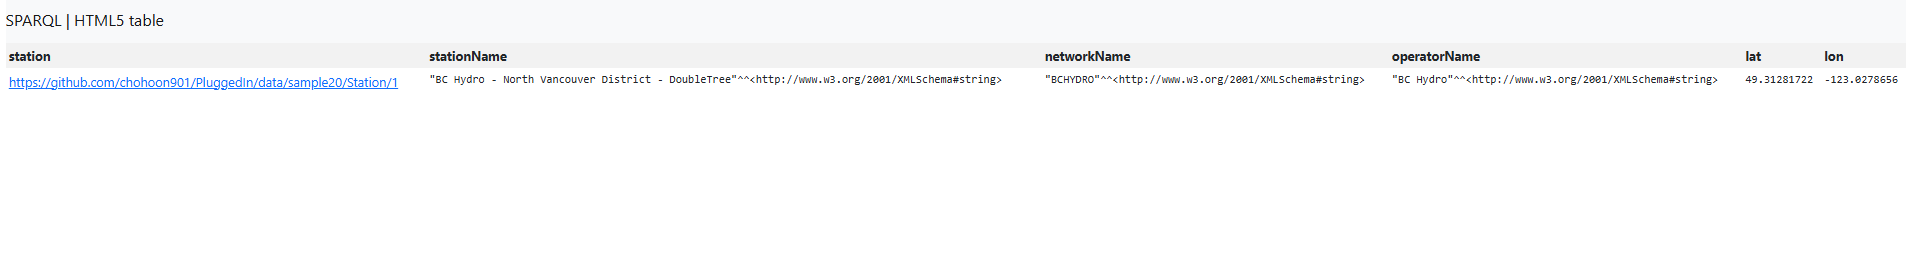 SPARQL | HTML5 table
station stationName networkName operatorName lat lon
https://github.com/chohoon901/PluggedIn/data/sample20/Station/1 "BC Hydro - North Vancouver District - DoubleTree"^^<http://www.w3.org/2001/XMLSchema#string> "BCHYDRO"^^<http://www.w3.org/2001/XMLSchema#string> "BC Hydro"^^<http://www.w3.org/2001/XMLSchema#string> 49.31281722 -123.0278656